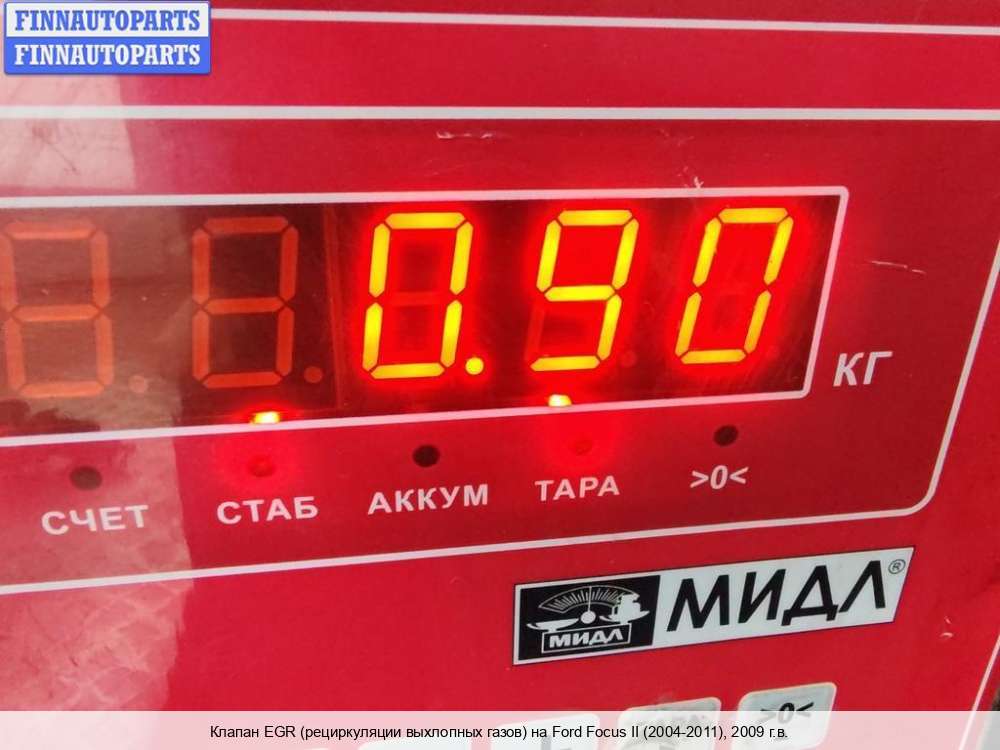 FINNAUTOPARTS
FINNAUTOPARTS
0.90
КГ
СЧЕТ СТАБ АККУМ ТАРА >0<
МИДЛ МИДЛ®
>0<
Клапан EGR (рециркуляции выхлопных газов) на Ford Focus II (2004-2011), 2009 г.в.